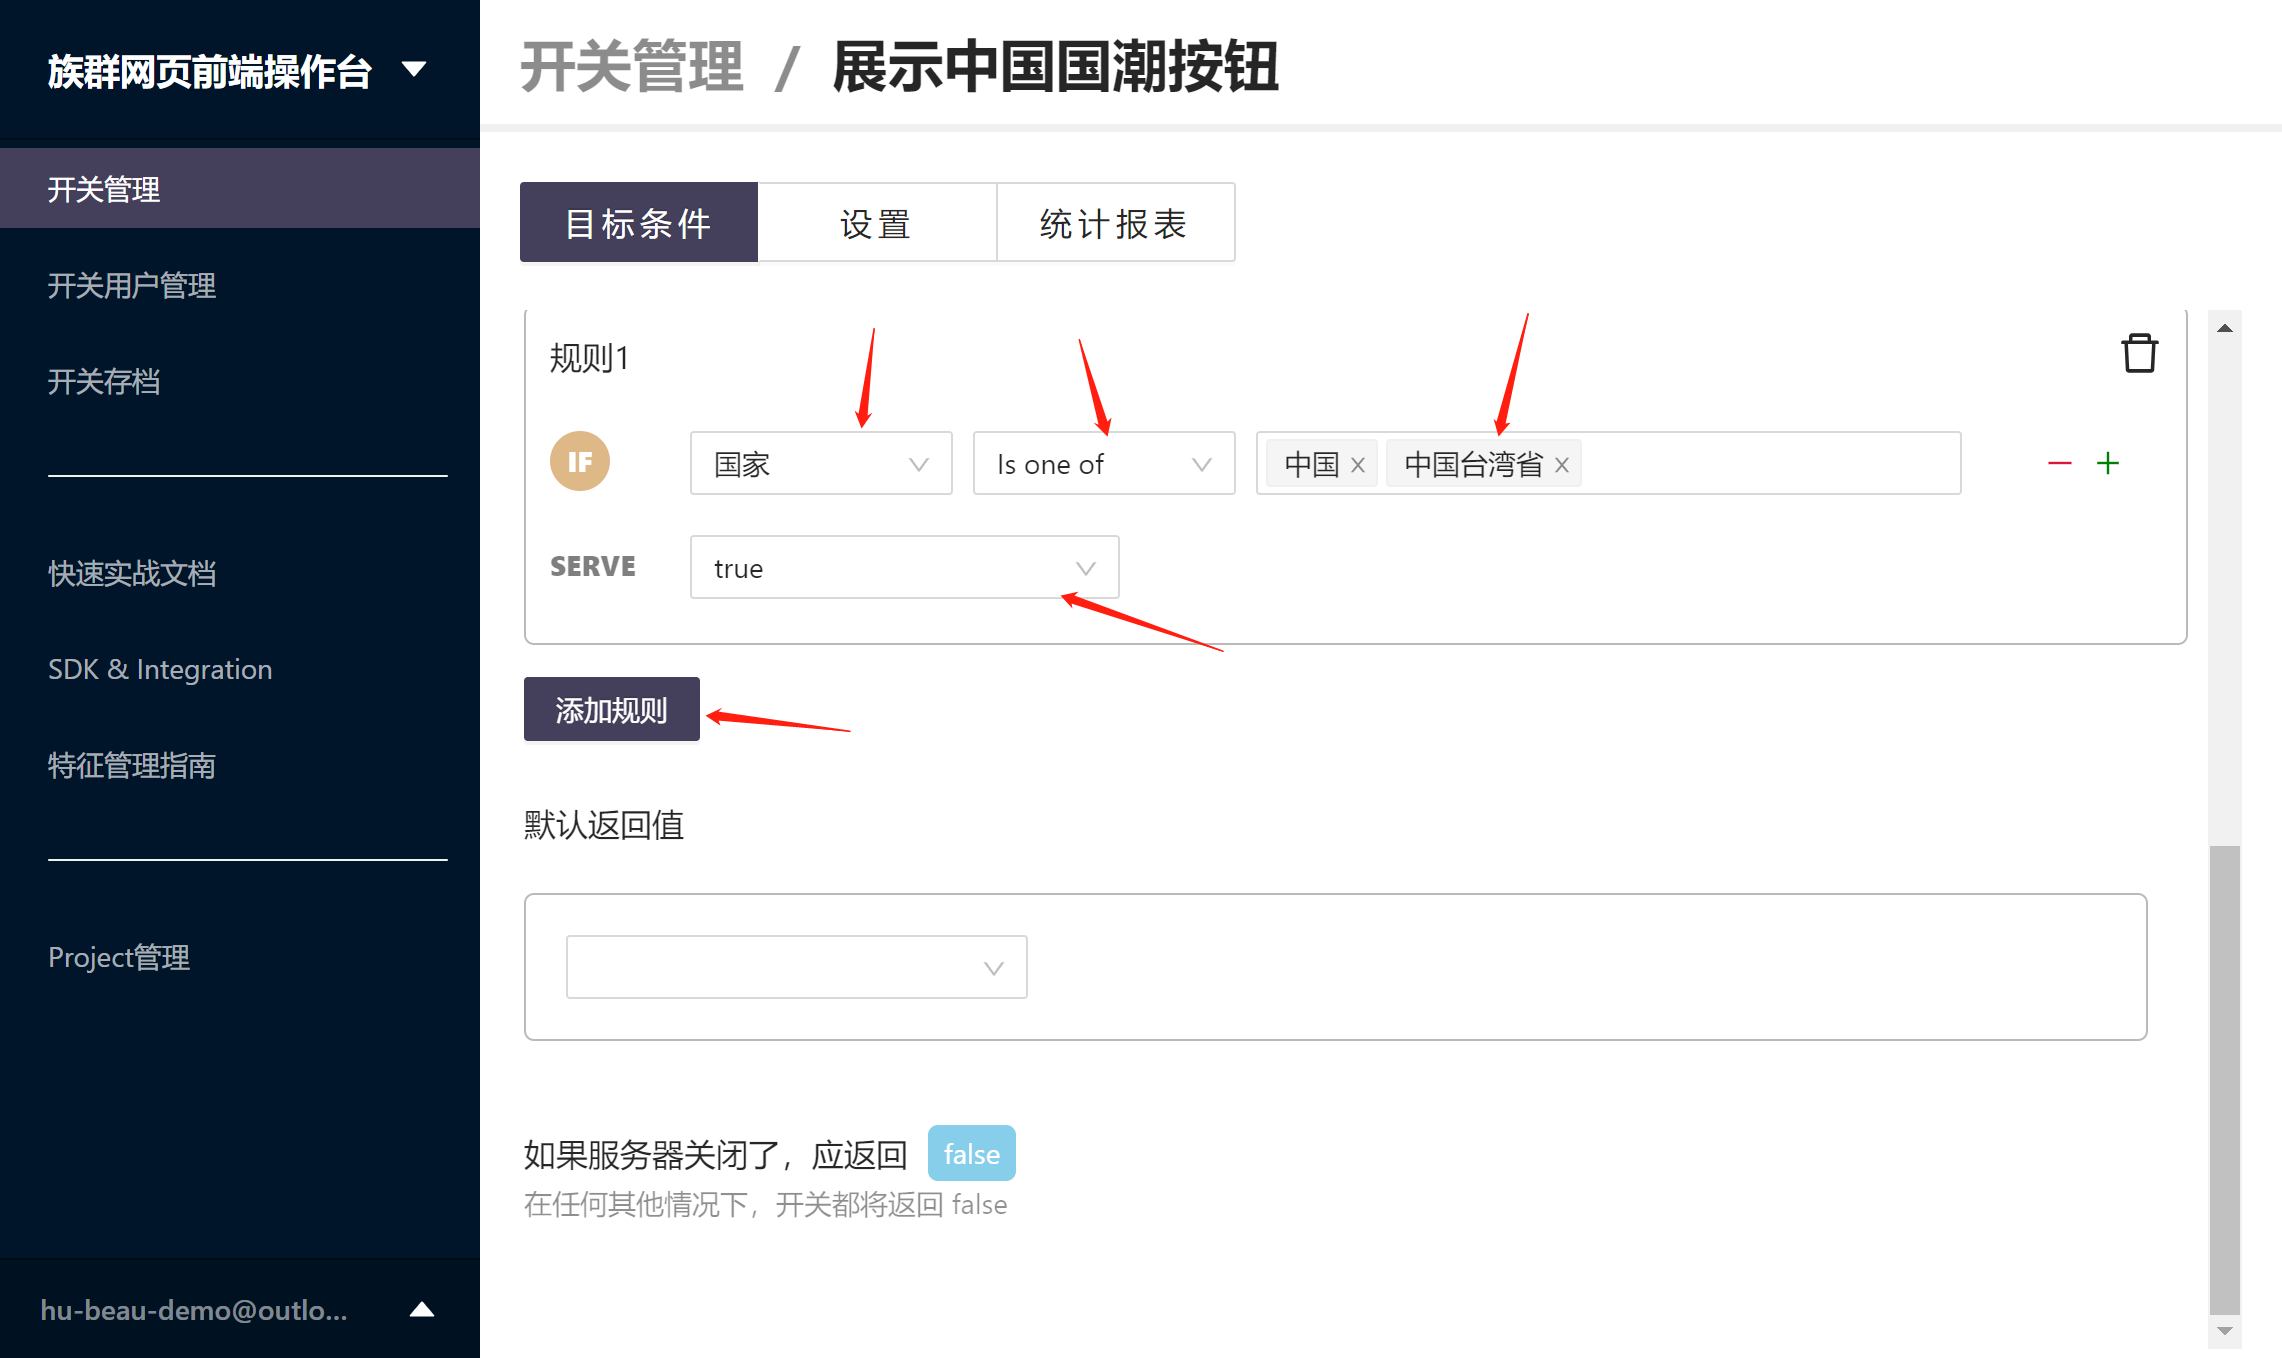 族群网页前端操作台
开关管理
开关用户管理
开关存档
快速实战文档
SDK & Integration
特征管理指南
Project管理
hu-beau-demo@outlo...
开关管理 / 展示中国国潮按钮
目标条件 设置 统计报表
规则1
IF 国家 Is one of 中国 x 中国台湾省 x
SERVE true
添加规则
默认返回值
如果服务器关闭了，应返回 false
在任何其他情况下，开关都将返回 false